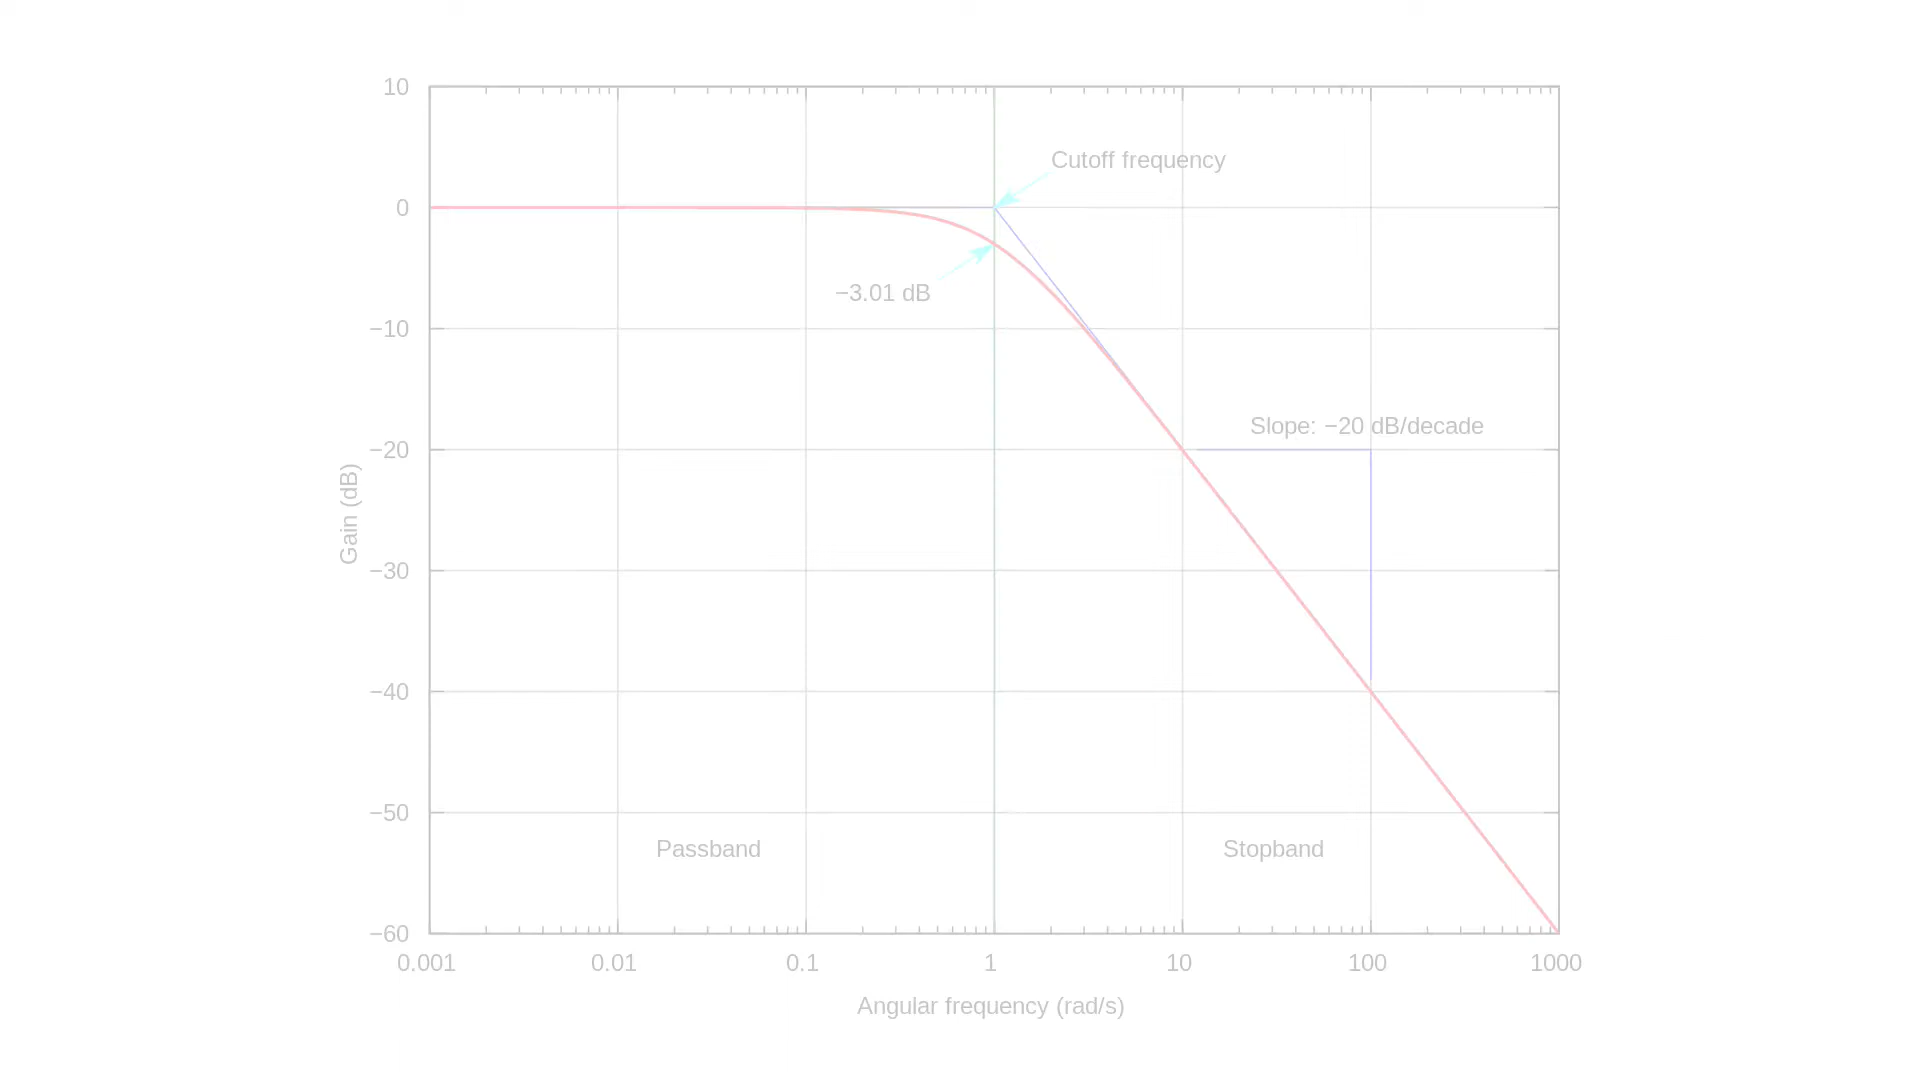 10
Cutoff frequency
0
−3.01 dB
−10
Slope: −20 dB/decade
−20
Gain (dB)
−30
−40
−50
Passband
Stopband
−60
0.001 0.01 0.1 1 10 100 1000
Angular frequency (rad/s)